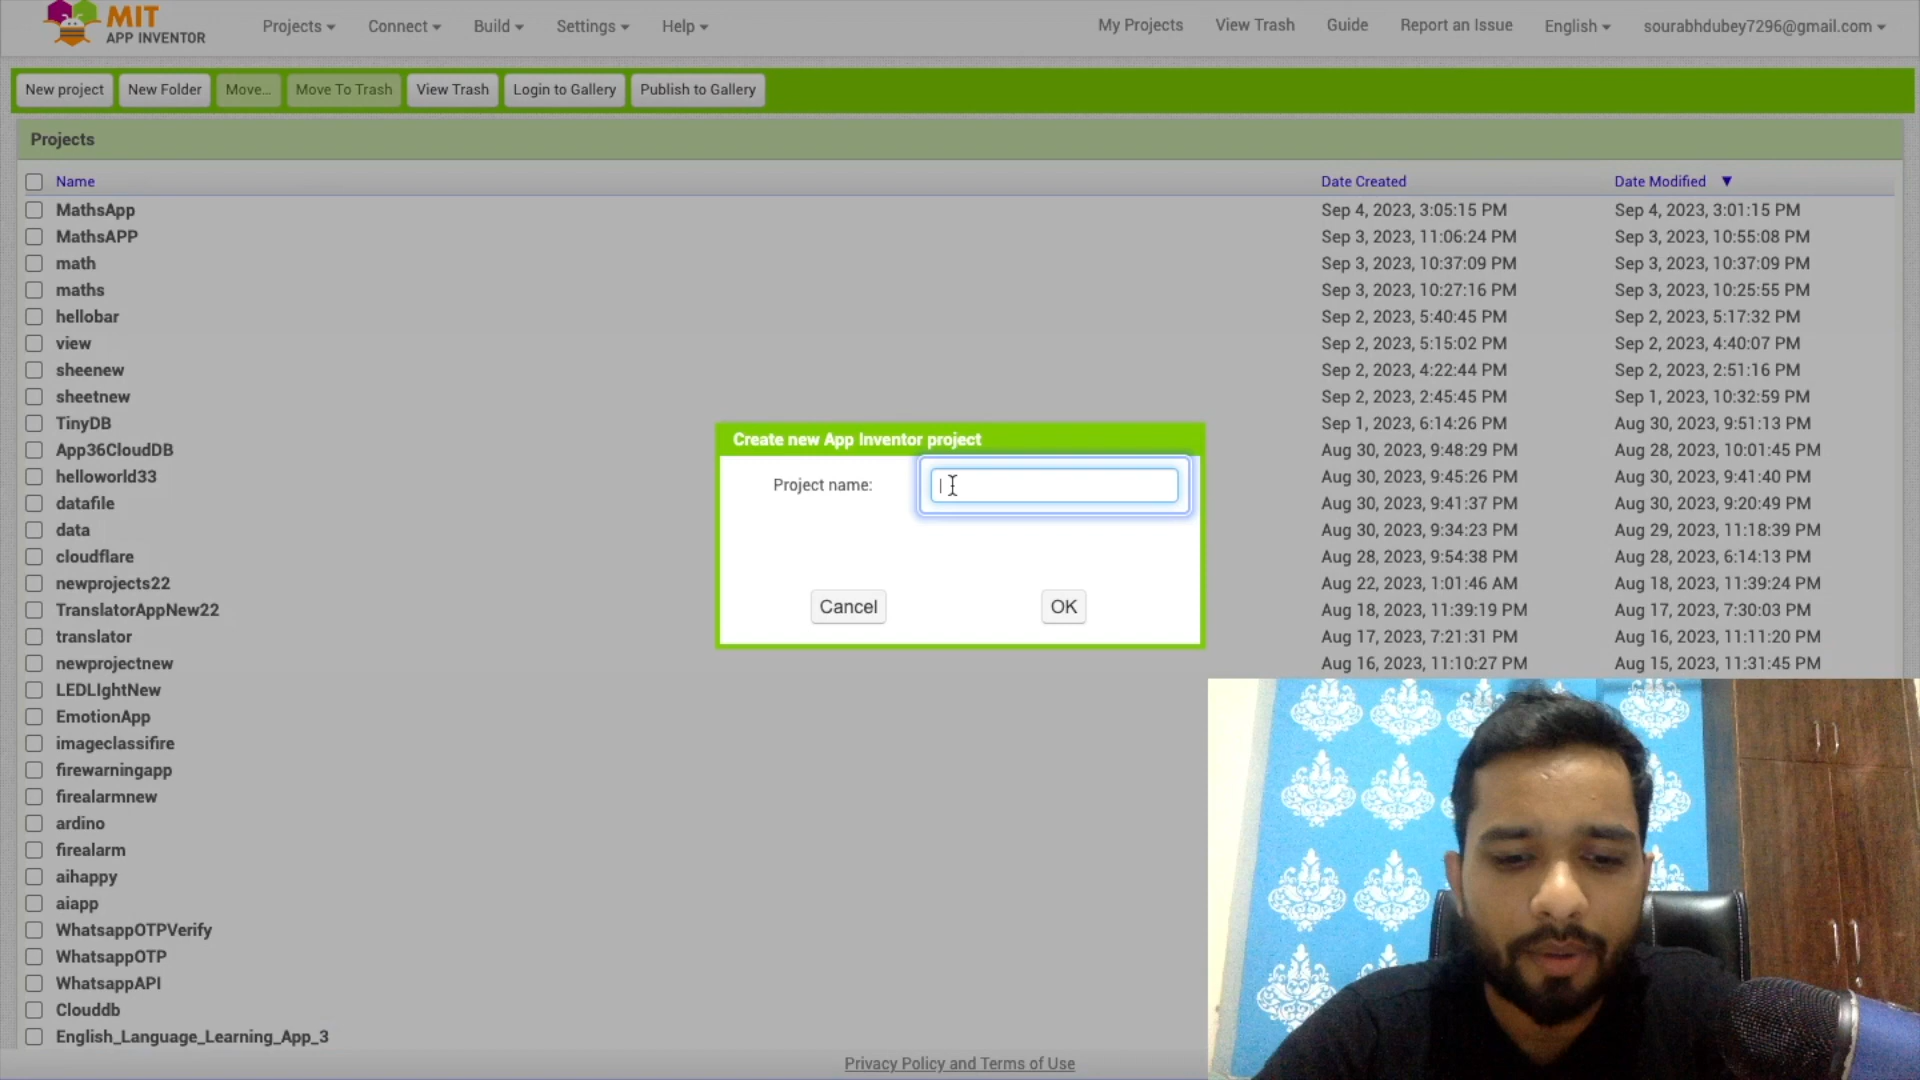 MIT
APP INVENTOR
Projects Connect Build Settings Help My Projects View Trash Guide Report an Issue English sourabhdubey7296@gmail.com
New project New Folder Move... Move To Trash View Trash Login to Gallery Publish to Gallery
Projects
Name Date Created Date Modified ▼
MathsApp Sep 4, 2023, 3:05:15 PM Sep 4, 2023, 3:01:15 PM
MathsAPP Sep 3, 2023, 11:06:24 PM Sep 3, 2023, 10:55:08 PM
math Sep 3, 2023, 10:37:09 PM Sep 3, 2023, 10:37:09 PM
maths Sep 3, 2023, 10:27:16 PM Sep 3, 2023, 10:25:55 PM
hellobar Sep 2, 2023, 5:40:45 PM Sep 2, 2023, 5:17:32 PM
view Sep 2, 2023, 5:15:02 PM Sep 2, 2023, 4:40:07 PM
sheenew Sep 2, 2023, 4:22:44 PM Sep 2, 2023, 2:51:16 PM
sheetnew Sep 2, 2023, 2:45:45 PM Sep 1, 2023, 10:32:59 PM
TinyDB Sep 1, 2023, 6:14:26 PM Aug 30, 2023, 9:51:13 PM
Create new App Inventor project
App36CloudDB Aug 30, 2023, 9:48:29 PM Aug 28, 2023, 10:01:45 PM
helloworld33 Aug 30, 2023, 9:45:26 PM Aug 30, 2023, 9:41:40 PM
Project name:
datafile Aug 30, 2023, 9:41:37 PM Aug 30, 2023, 9:20:49 PM
data Aug 30, 2023, 9:34:23 PM Aug 29, 2023, 11:18:39 PM
cloudflare Aug 28, 2023, 9:54:38 PM Aug 28, 2023, 6:14:13 PM
newprojects22 Aug 22, 2023, 1:01:46 AM Aug 18, 2023, 11:39:24 PM
Cancel OK
TranslatorAppNew22 Aug 18, 2023, 11:39:19 PM Aug 17, 2023, 7:30:03 PM
translator Aug 17, 2023, 7:21:31 PM Aug 16, 2023, 11:11:20 PM
newprojectnew Aug 16, 2023, 11:10:27 PM Aug 15, 2023, 11:31:45 PM
LEDLIghtNew
EmotionApp
imageclassifire
firewarningapp
firealarmnew
ardino
firealarm
aihappy
aiapp
WhatsappOTPVerify
WhatsappOTP
WhatsappAPI
Clouddb
English_Language_Learning_App_3
Privacy Policy and Terms of Use